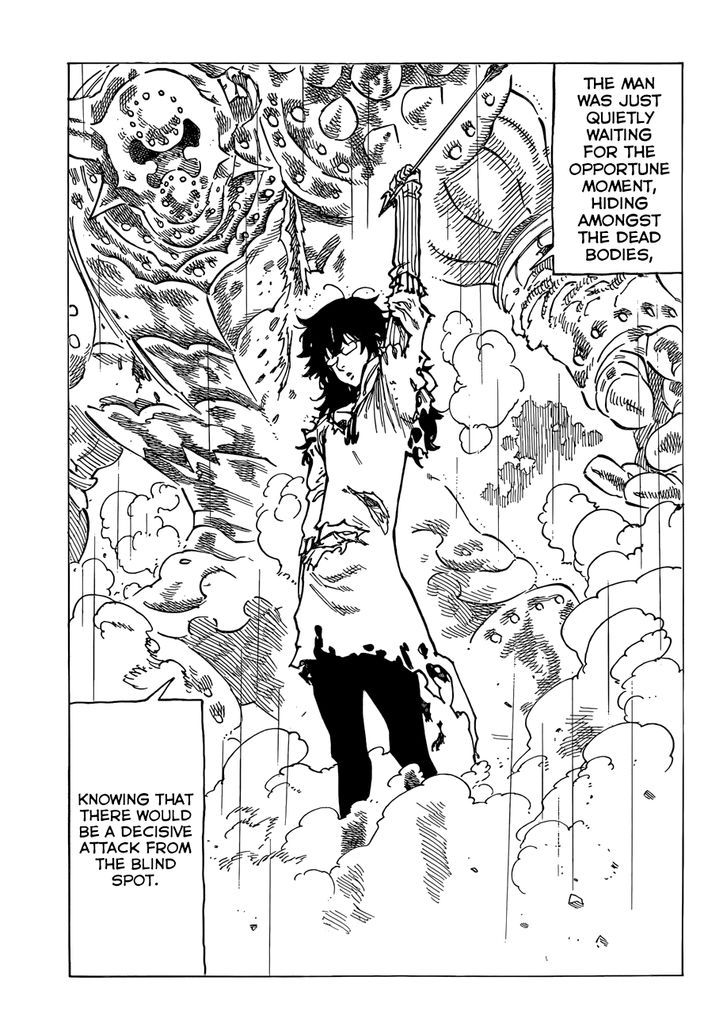 THE MAN
WAS JUST
QUIETLY
WAITING
FOR THE
OPPORTUNE
MOMENT,
HIDING
AMONGST
THE DEAD
BODIES,
KNOWING THAT
THERE WOULD
BE A DECISIVE
ATTACK FROM
THE BLIND
SPOT.